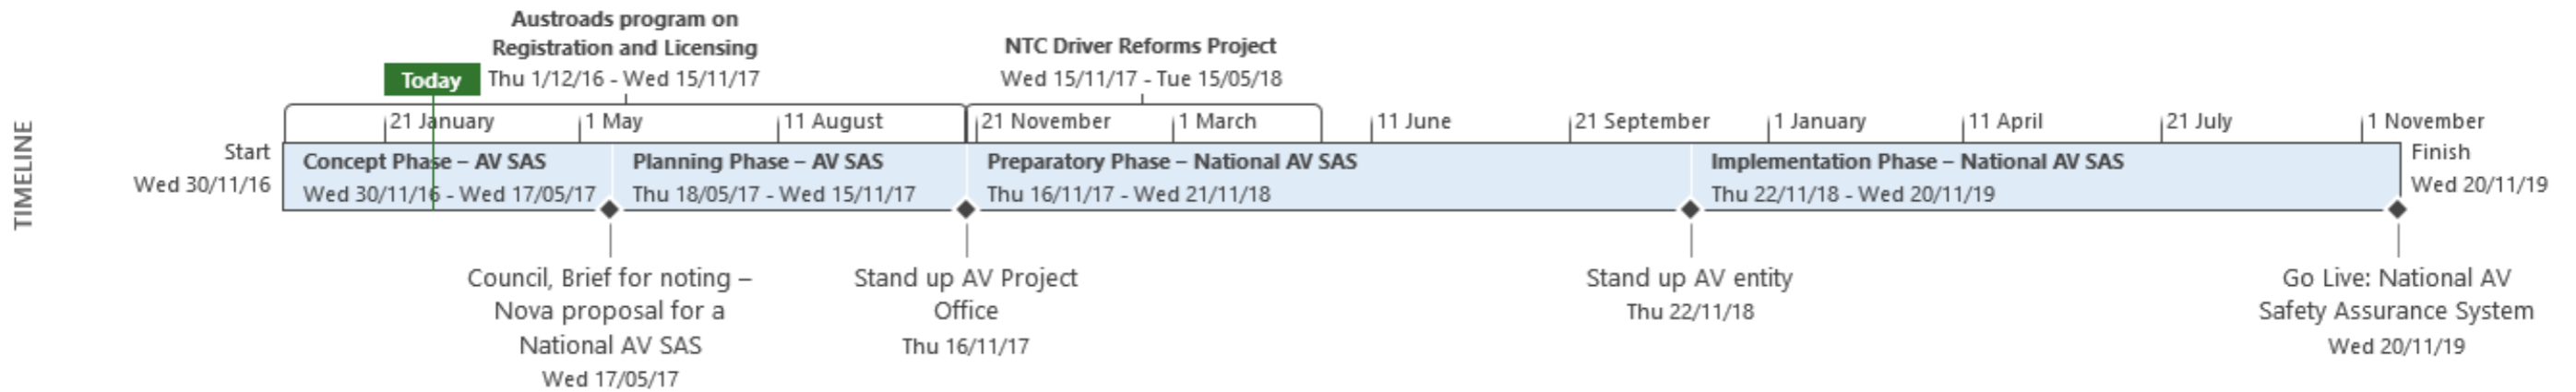 TIMELINE
Austroads program on
Registration and Licensing
Thu 1/12/16 - Wed 15/11/17
NTC Driver Reforms Project
Wed 15/11/17 - Tue 15/05/18
Today
21 January
1 May
11 August
21 November
1 March
11 June
21 September
1 January
11 April
21 July
1 November
Start
Wed 30/11/16
Concept Phase – AV SAS
Wed 30/11/16 - Wed 17/05/17
Planning Phase – AV SAS
Thu 18/05/17 - Wed 15/11/17
Preparatory Phase – National AV SAS
Thu 16/11/17 - Wed 21/11/18
Implementation Phase – National AV SAS
Thu 22/11/18 - Wed 20/11/19
Finish
Wed 20/11/19
Council, Brief for noting –
Nova proposal for a
National AV SAS
Wed 17/05/17
Stand up AV Project
Office
Thu 16/11/17
Stand up AV entity
Thu 22/11/18
Go Live: National AV
Safety Assurance System
Wed 20/11/19